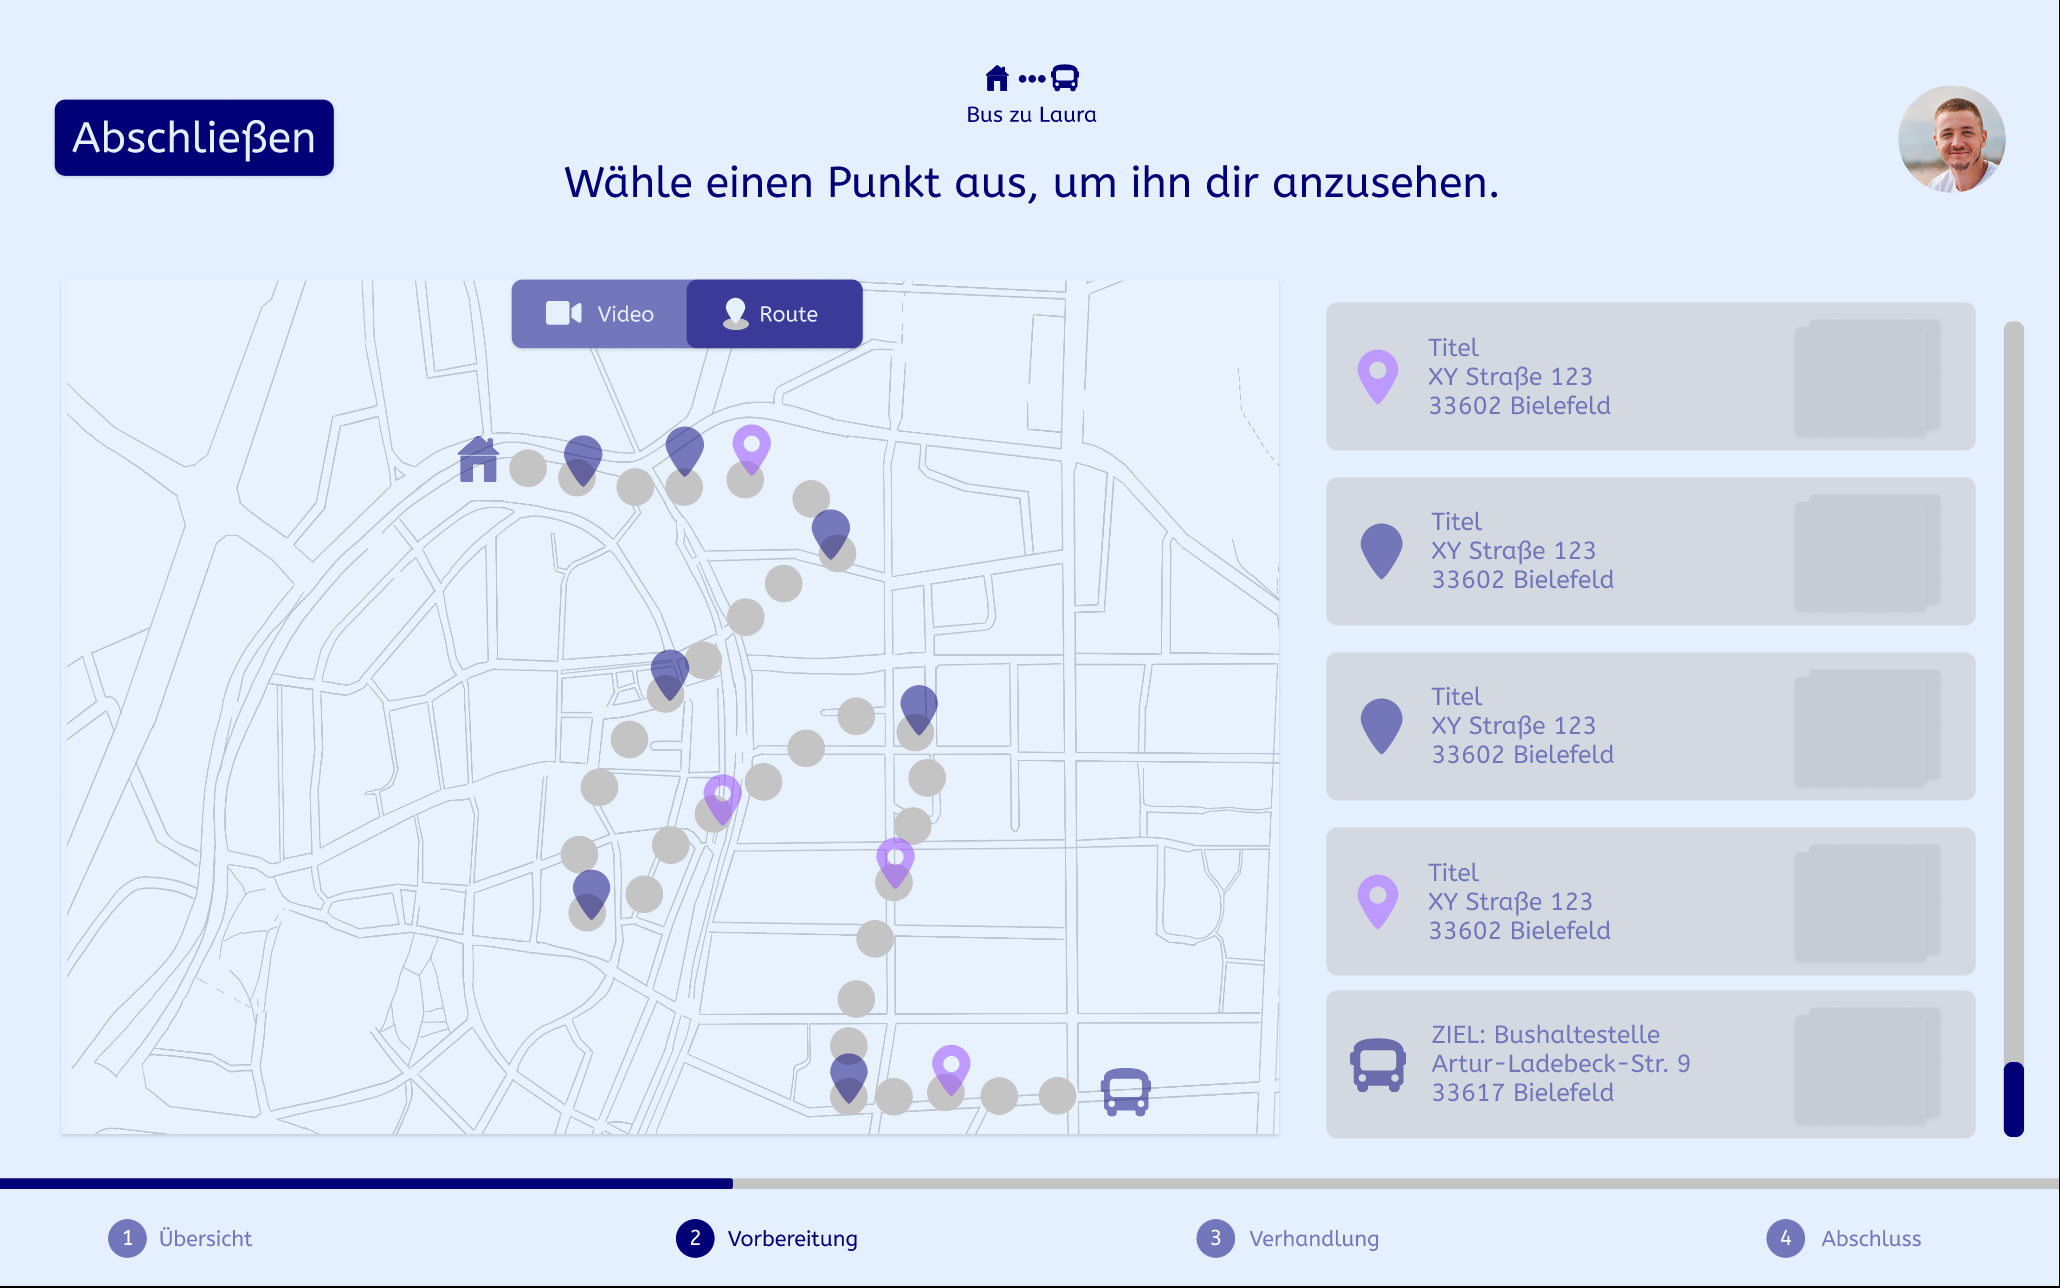 Bus zu Laura
Abschließen
Wähle einen Punkt aus, um ihn dir anzusehen.
Video
Route
Titel
XY Straße 123
33602 Bielefeld
Titel
XY Straße 123
33602 Bielefeld
Titel
XY Straße 123
33602 Bielefeld
Titel
XY Straße 123
33602 Bielefeld
ZIEL: Bushaltestelle
Artur-Ladebeck-Str. 9
33617 Bielefeld
1 Übersicht
2 Vorbereitung
3 Verhandlung
4 Abschluss